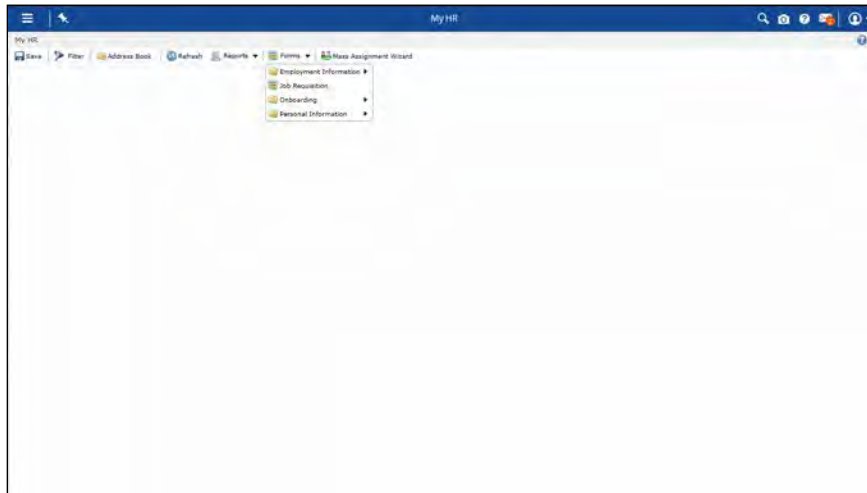 My HR
My HR
Save Filter Address Book Refresh Reports Forms Mass Assignment Wizard
Employment Information
Job Requisition
Onboarding
Personal Information